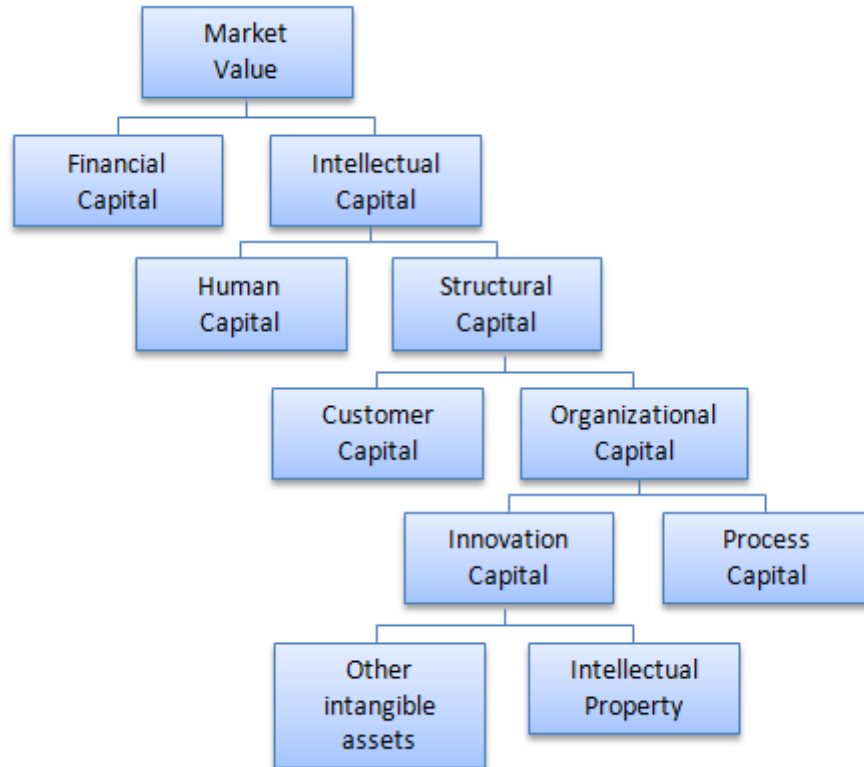 Market
Value
Financial
Capital
Intellectual
Capital
Human
Capital
Structural
Capital
Customer
Capital
Organizational
Capital
Innovation
Capital
Process
Capital
Other
intangible
assets
Intellectual
Property